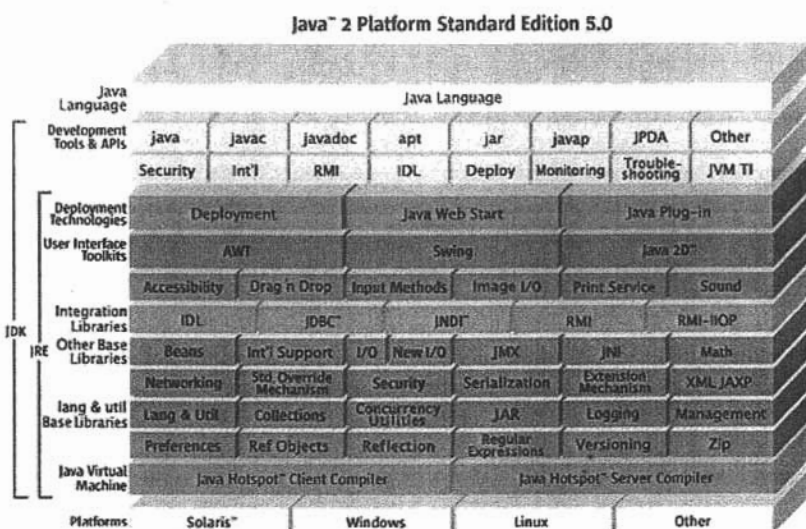 Java™ 2 Platform Standard Edition 5.0
Java Language
Java Language
JDK
Development Tools & APIs
java javac javadoc apt jar javap JPDA Other
Security Int'l RMI IDL Deploy Monitoring Trouble-shooting JVM TI
JRE
Deployment Technologies
Deployment Java Web Start Java Plug-in
User Interface Toolkits
AWT Swing Java 2D™
Accessibility Drag 'n Drop Input Methods Image I/O Print Service Sound
Integration Libraries
IDL JDBC™ JNDI™ RMI RMI-IIOP
Other Base Libraries
Beans Int'l Support I/O New I/O JMX JNI Math
Networking Std. Override Mechanism Security Serialization Extension Mechanism XML JAXP
lang & util Base Libraries
Lang & Util Collections Concurrency Utilities JAR Logging Management
Preferences Ref Objects Reflection Regular Expressions Versioning Zip
Java Virtual Machine
Java Hotspot™ Client Compiler Java Hotspot™ Server Compiler
Platforms
Solaris™ Windows Linux Other